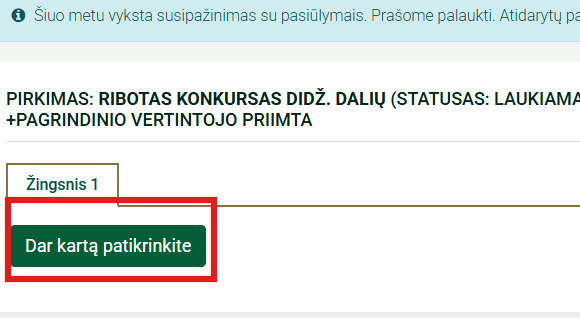 Šiuo metu vyksta susipažinimas su pasiūlymais. Prašome palaukti. Atidarytų
PIRKIMAS: RIBOTAS KONKURSAS DIDŽ. DALIŲ (STATUSAS: LAUKIAMA
+PAGRINDINIO VERTINTOJO PRIIMTA
Žingsnis 1
Dar kartą patikrinkite